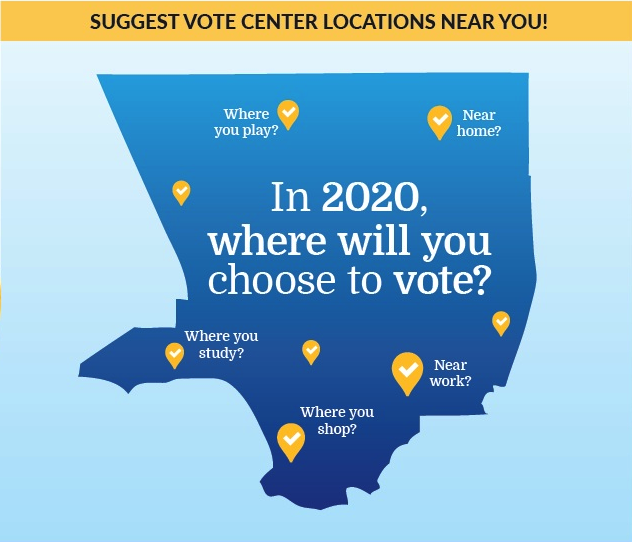 SUGGEST VOTE CENTER LOCATIONS NEAR YOU!
Where
you play?
Near
home?
In 2020,
where will you
choose to vote?
Where you
study?
Near
work?
Where you
shop?